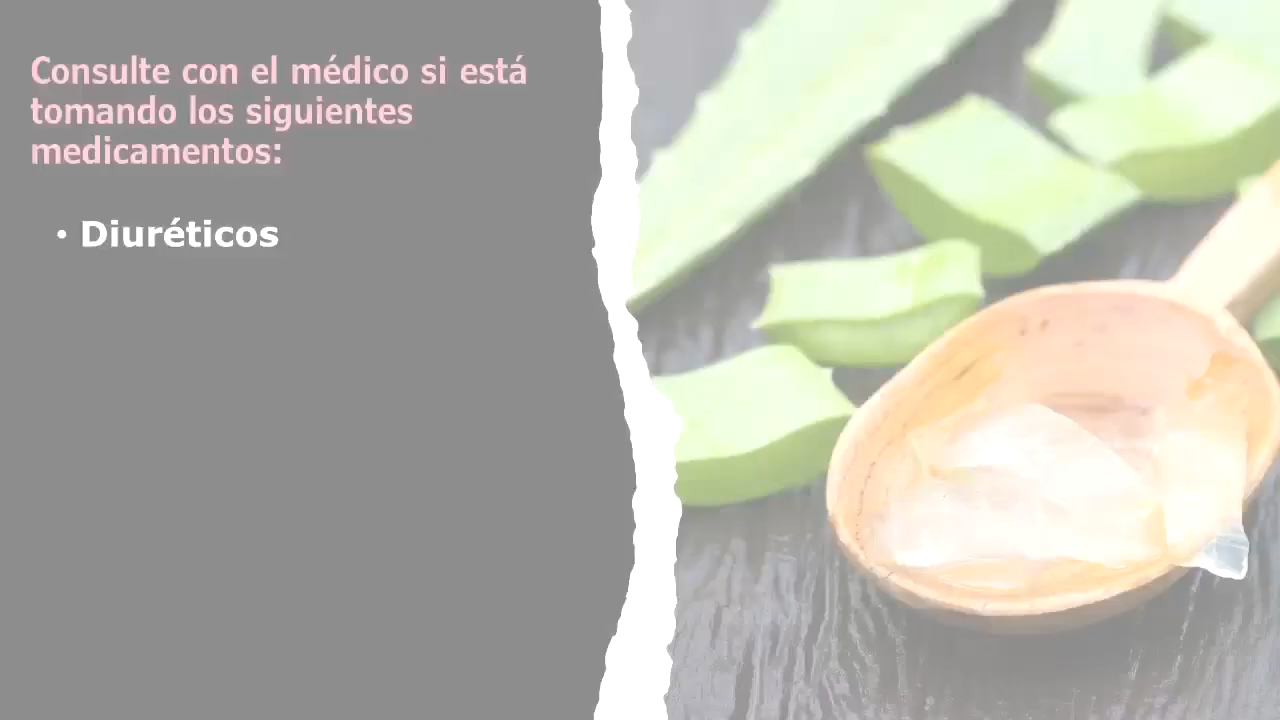 Consulte con el médico si está
tomando los siguientes
medicamentos:
• Diuréticos